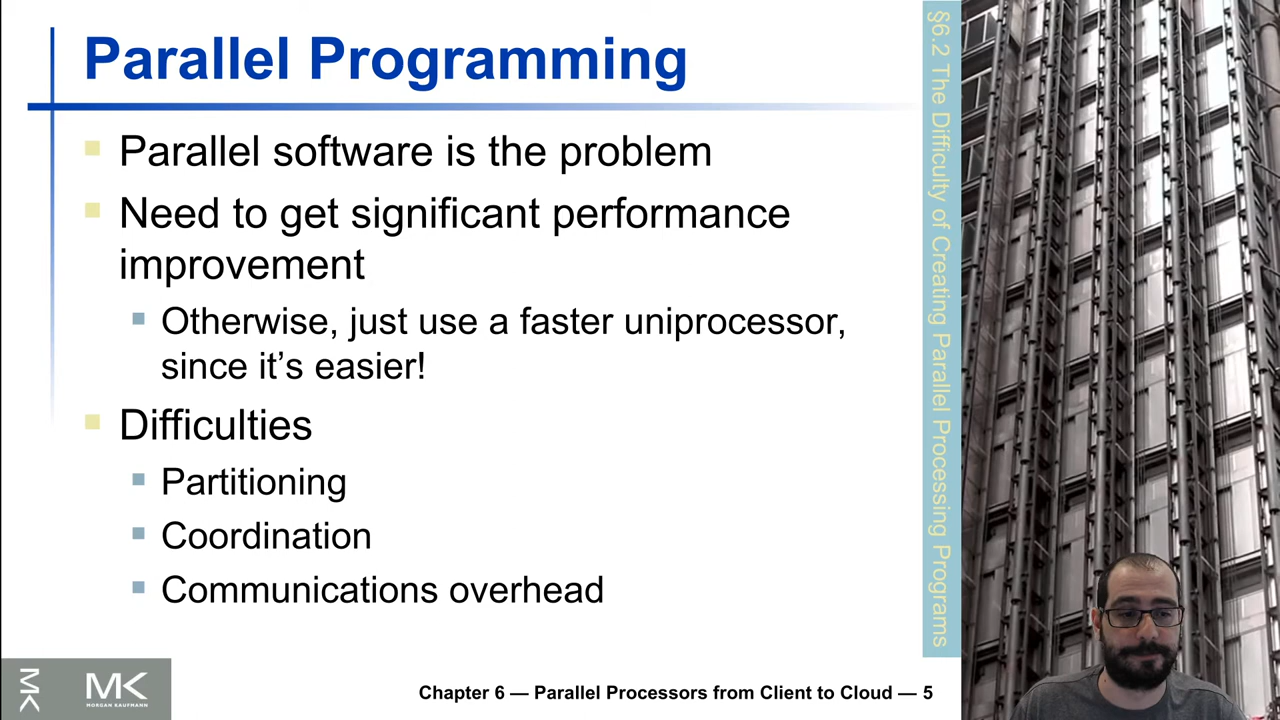 Parallel Programming
Parallel software is the problem
Need to get significant performance
improvement
Otherwise, just use a faster uniprocessor,
since it’s easier!
Difficulties
Partitioning
Coordination
Communications overhead
§6.2 The Difficulty of Creating Parallel Processing Programs
MK
MK
MORGAN KAUFMANN
Chapter 6 — Parallel Processors from Client to Cloud — 5